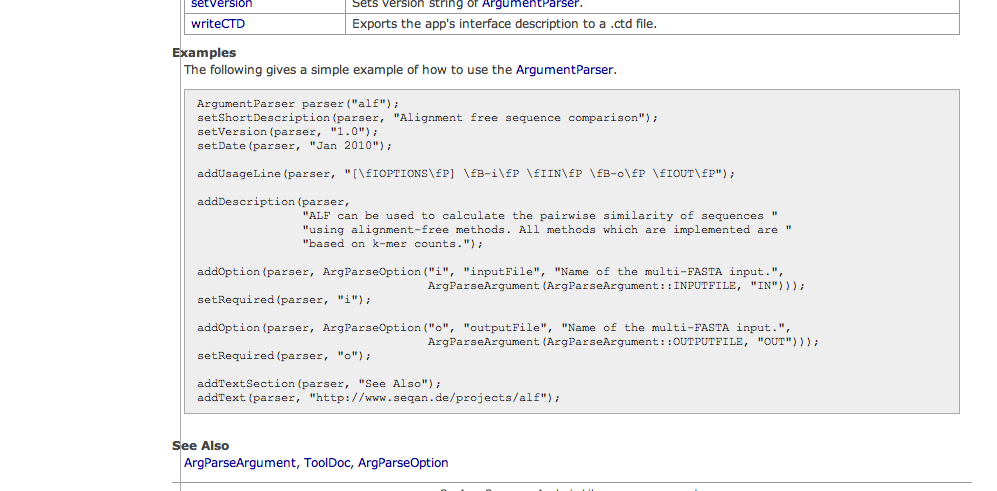 setVersion Sets version string of ArgumentParser.
writeCTD Exports the app's interface description to a .ctd file.
Examples
The following gives a simple example of how to use the ArgumentParser.
ArgumentParser parser("alf");
setShortDescription(parser, "Alignment free sequence comparison");
setVersion(parser, "1.0");
setDate(parser, "Jan 2010");
addUsageLine(parser, "[\fIOPTIONS\fP] \fB-i\fP \fIIN\fP \fB-o\fP \fIOUT\fP");
addDescription(parser,
"ALF can be used to calculate the pairwise similarity of sequences "
"using alignment-free methods. All methods which are implemented are "
"based on k-mer counts.");
addOption(parser, ArgParseOption("i", "inputFile", "Name of the multi-FASTA input.",
ArgParseArgument(ArgParseArgument::INPUTFILE, "IN")));
setRequired(parser, "i");
addOption(parser, ArgParseOption("o", "outputFile", "Name of the multi-FASTA input.",
ArgParseArgument(ArgParseArgument::OUTPUTFILE, "OUT")));
setRequired(parser, "o");
addTextSection(parser, "See Also");
addText(parser, "http://www.seqan.de/projects/alf");
See Also
ArgParseArgument, ToolDoc, ArgParseOption